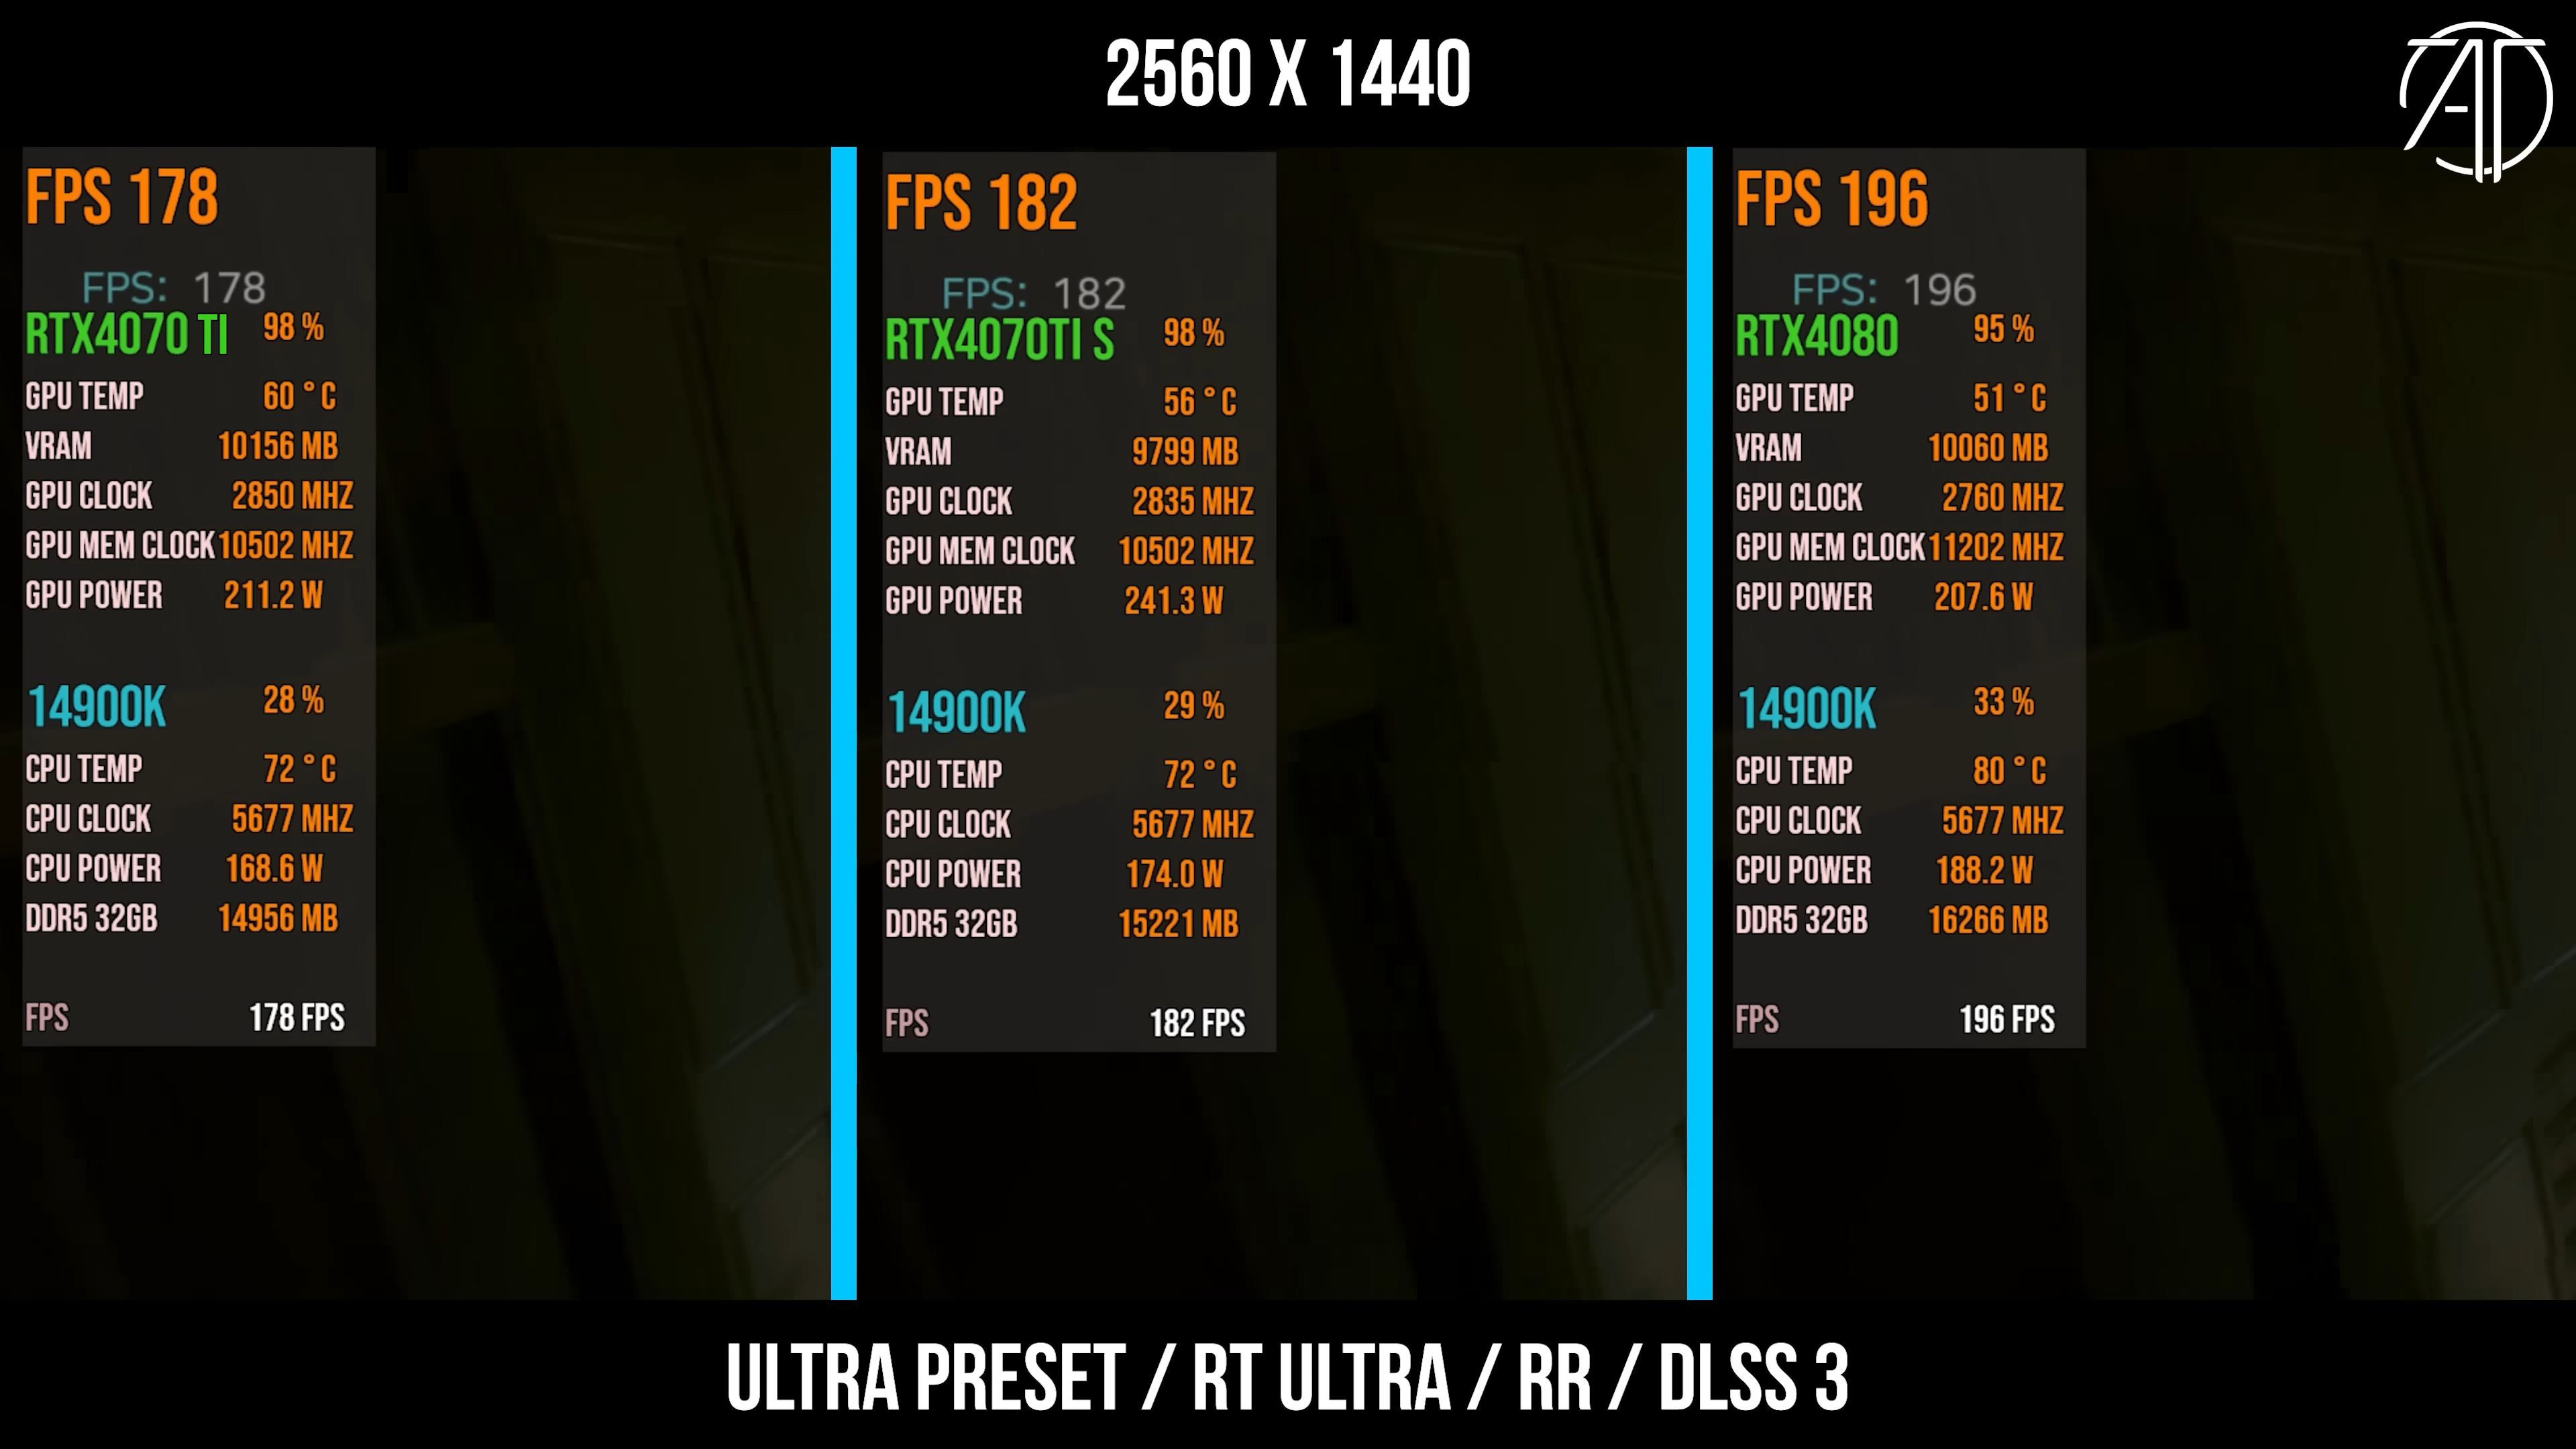 2560 X 1440
FPS 178
FPS: 178
RTX4070 TI 98 %
GPU TEMP 60 °C
VRAM 10156 MB
GPU CLOCK 2850 MHZ
GPU MEM CLOCK 10502 MHZ
GPU POWER 211.2 W
14900K 28 %
CPU TEMP 72 °C
CPU CLOCK 5677 MHZ
CPU POWER 168.6 W
DDR5 32GB 14956 MB
FPS 178 FPS
FPS 182
FPS: 182
RTX4070TI S 98 %
GPU TEMP 56 °C
VRAM 9799 MB
GPU CLOCK 2835 MHZ
GPU MEM CLOCK 10502 MHZ
GPU POWER 241.3 W
14900K 29 %
CPU TEMP 72 °C
CPU CLOCK 5677 MHZ
CPU POWER 174.0 W
DDR5 32GB 15221 MB
FPS 182 FPS
FPS 196
FPS: 196
RTX4080 95 %
GPU TEMP 51 °C
VRAM 10060 MB
GPU CLOCK 2760 MHZ
GPU MEM CLOCK 11202 MHZ
GPU POWER 207.6 W
14900K 33 %
CPU TEMP 80 °C
CPU CLOCK 5677 MHZ
CPU POWER 188.2 W
DDR5 32GB 16266 MB
FPS 196 FPS
ULTRA PRESET / RT ULTRA / RR / DLSS 3